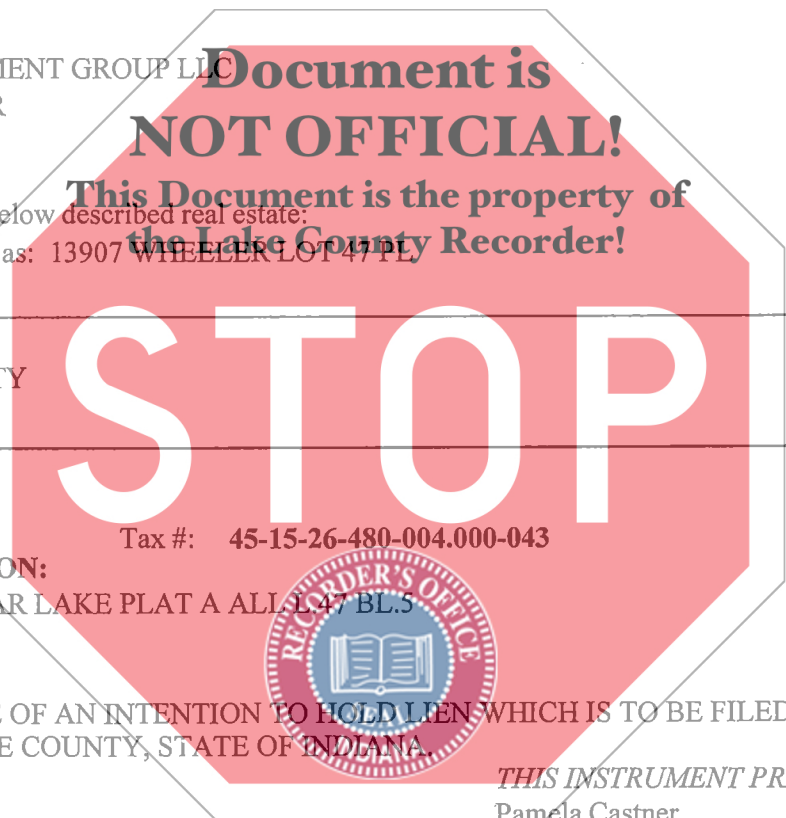 MENT GROUP LLC
Document is
R
NOT OFFICIAL!
This Document is the property of
elow described real estate:
the Lake County Recorder!
as: 13907 WHEELER LOT 47 PL
STOP
TY
Tax #: 45-15-26-480-004.000-043
ON:
AR LAKE PLAT A ALL L.47 BL.5
RECORDER'S OFFICE
INDIANA
E OF AN INTENTION TO HOLD LIEN WHICH IS TO BE FILED
E COUNTY, STATE OF INDIANA.
THIS INSTRUMENT PR
Pamela Castner